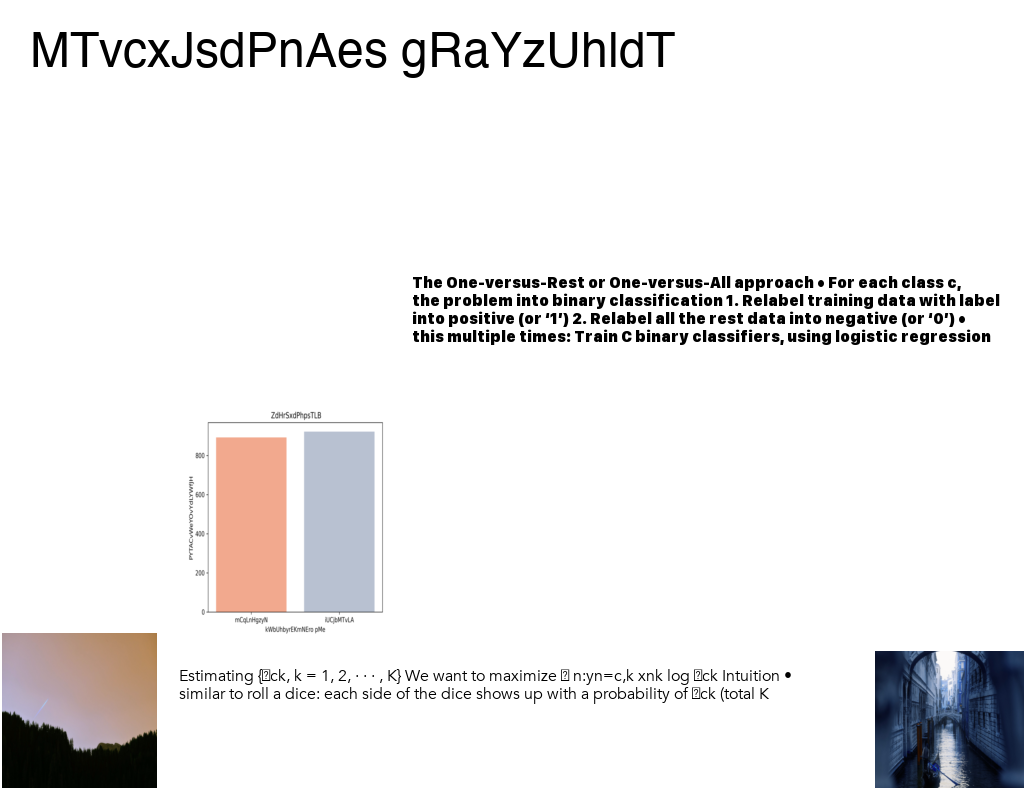 MTvcxJsdPnAes gRaYzUhldT
The One-versus-Rest or One-versus-All approach • For each class c,
the problem into binary classification 1. Relabel training data with label
into positive (or ‘1’) 2. Relabel all the rest data into negative (or ‘0’) •
this multiple times: Train C binary classifiers, using logistic regression
ZdHrSxdPhpsTLB
800
600
400
200
0
mCqLnHgzyN iUCjbMTvLA
kWbUhbyrEKmNEro pMe
Estimating {�ck, k = 1, 2, · · · , K} We want to maximize � n:yn=c,k xnk log �ck Intuition •
similar to roll a dice: each side of the dice shows up with a probability of �ck (total K